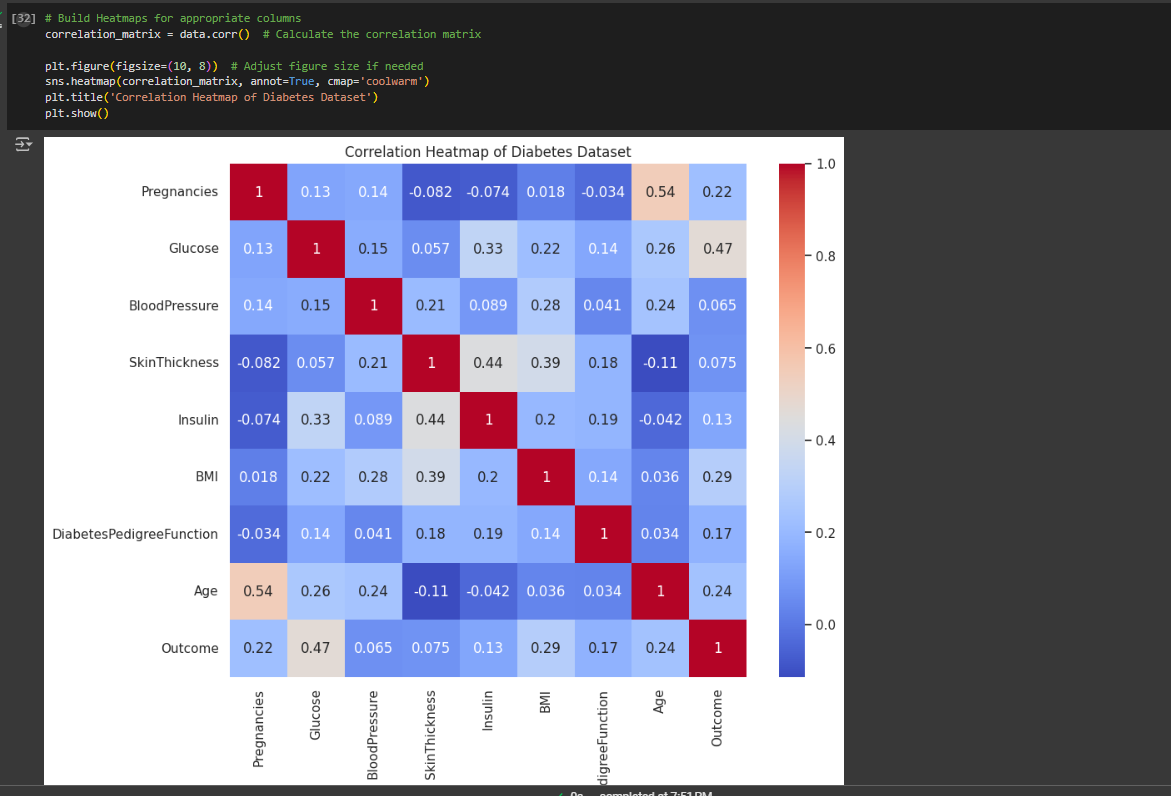 [32] # Build Heatmaps for appropriate columns
correlation_matrix = data.corr()  # Calculate the correlation matrix
plt.figure(figsize=(10, 8))  # Adjust figure size if needed
sns.heatmap(correlation_matrix, annot=True, cmap='coolwarm')
plt.title('Correlation Heatmap of Diabetes Dataset')
plt.show()
Correlation Heatmap of Diabetes Dataset
Pregnancies 1 0.13 0.14 -0.082 -0.074 0.018 -0.034 0.54 0.22
Glucose 0.13 1 0.15 0.057 0.33 0.22 0.14 0.26 0.47
BloodPressure 0.14 0.15 1 0.21 0.089 0.28 0.041 0.24 0.065
SkinThickness -0.082 0.057 0.21 1 0.44 0.39 0.18 -0.11 0.075
Insulin -0.074 0.33 0.089 0.44 1 0.2 0.19 -0.042 0.13
BMI 0.018 0.22 0.28 0.39 0.2 1 0.14 0.036 0.29
DiabetesPedigreeFunction -0.034 0.14 0.041 0.18 0.19 0.14 1 0.034 0.17
Age 0.54 0.26 0.24 -0.11 -0.042 0.036 0.034 1 0.24
Outcome 0.22 0.47 0.065 0.075 0.13 0.29 0.17 0.24 1
Pregnancies
Glucose
BloodPressure
SkinThickness
Insulin
BMI
digreeFunction
Age
Outcome
1.0
0.8
0.6
0.4
0.2
0.0
0s completed at 7:51 PM